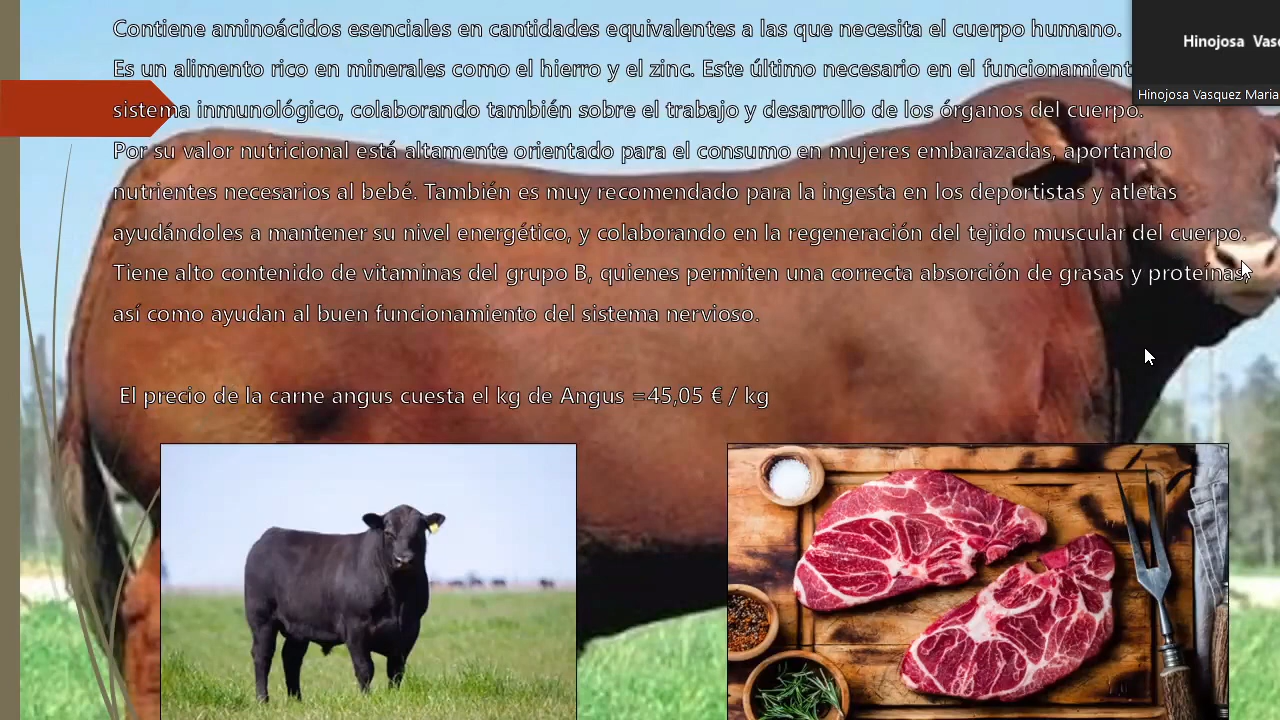 Contiene aminoácidos esenciales en cantidades equivalentes a las que necesita el cuerpo humano.
Es un alimento rico en minerales como el hierro y el zinc. Este último necesario en el funcionamient
sistema inmunológico, colaborando también sobre el trabajo y desarrollo de los órganos del cuerpo.
Por su valor nutricional está altamente orientado para el consumo en mujeres embarazadas, aportando
nutrientes necesarios al bebé. También es muy recomendado para la ingesta en los deportistas y atletas
ayudándoles a mantener su nivel energético, y colaborando en la regeneración del tejido muscular del cuerpo.
Tiene alto contenido de vitaminas del grupo B, quienes permiten una correcta absorción de grasas y proteínas,
así como ayudan al buen funcionamiento del sistema nervioso.
El precio de la carne angus cuesta el kg de Angus =45,05 € / kg
Hinojosa Vas
Hinojosa Vasquez Maria